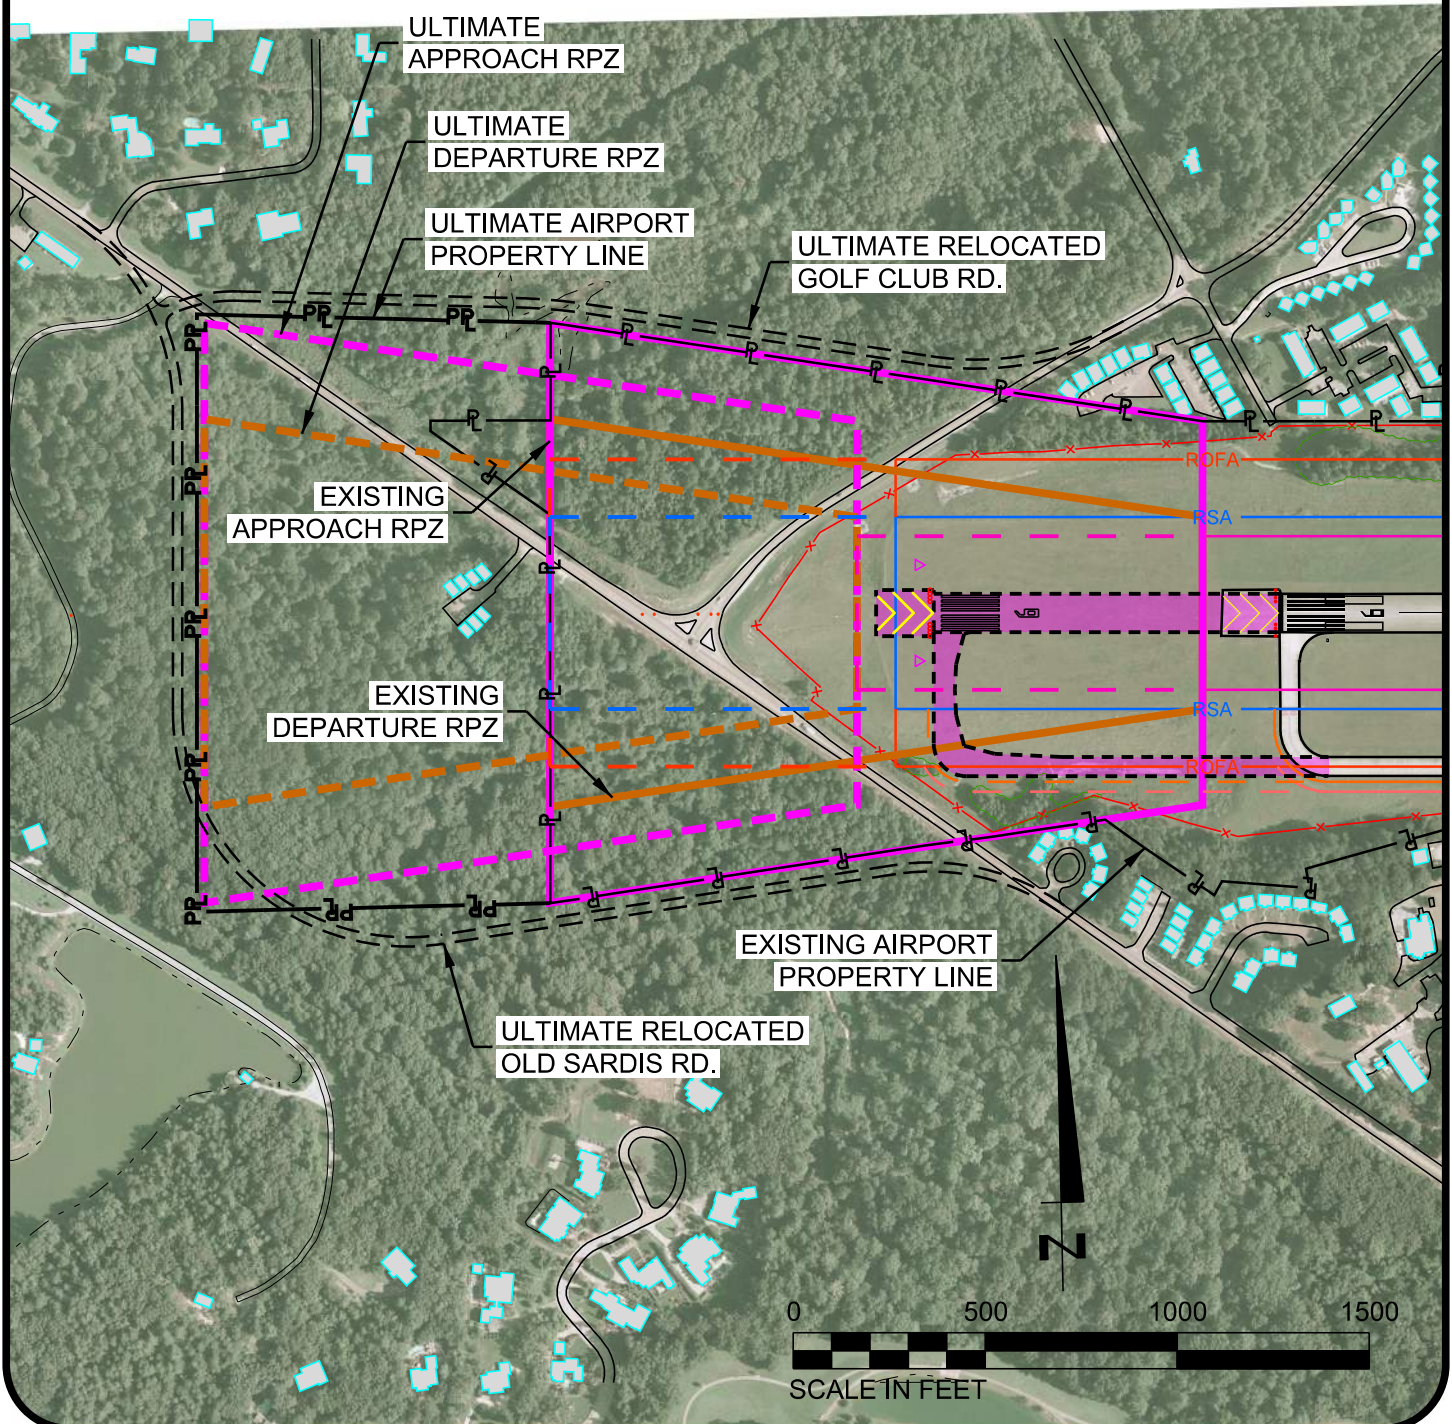 ULTIMATE
APPROACH RPZ
ULTIMATE
DEPARTURE RPZ
ULTIMATE AIRPORT
PROPERTY LINE
ULTIMATE RELOCATED
GOLF CLUB RD.
EXISTING
APPROACH RPZ
ROFA
RSA
EXISTING
DEPARTURE RPZ
RSA
ROFA
EXISTING AIRPORT
PROPERTY LINE
ULTIMATE RELOCATED
OLD SARDIS RD.
N
0 500 1000 1500
SCALE IN FEET